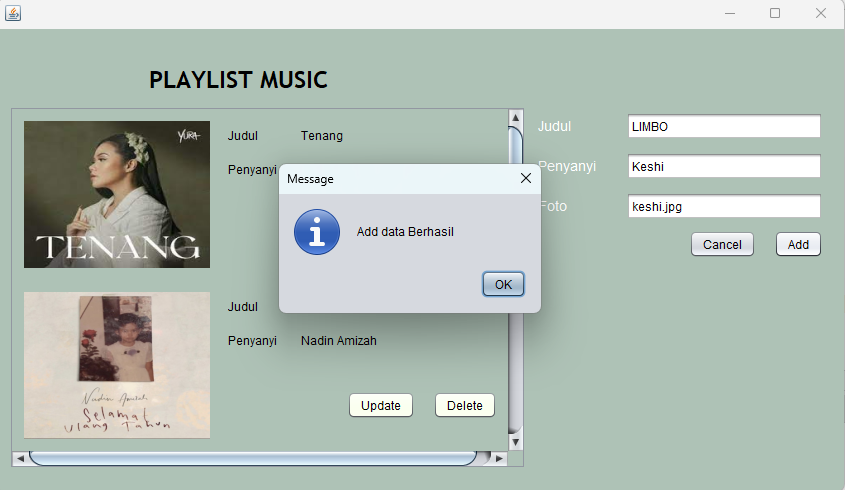 PLAYLIST MUSIC
YURA
TENANG
Judul Tenang
Penyanyi
Nadin Amizah
Selamat
Ulang Tahun
Judul
Penyanyi Nadin Amizah
Update Delete
Message
Add data Berhasil
OK
Judul LIMBO
Penyanyi Keshi
Foto keshi.jpg
Cancel Add